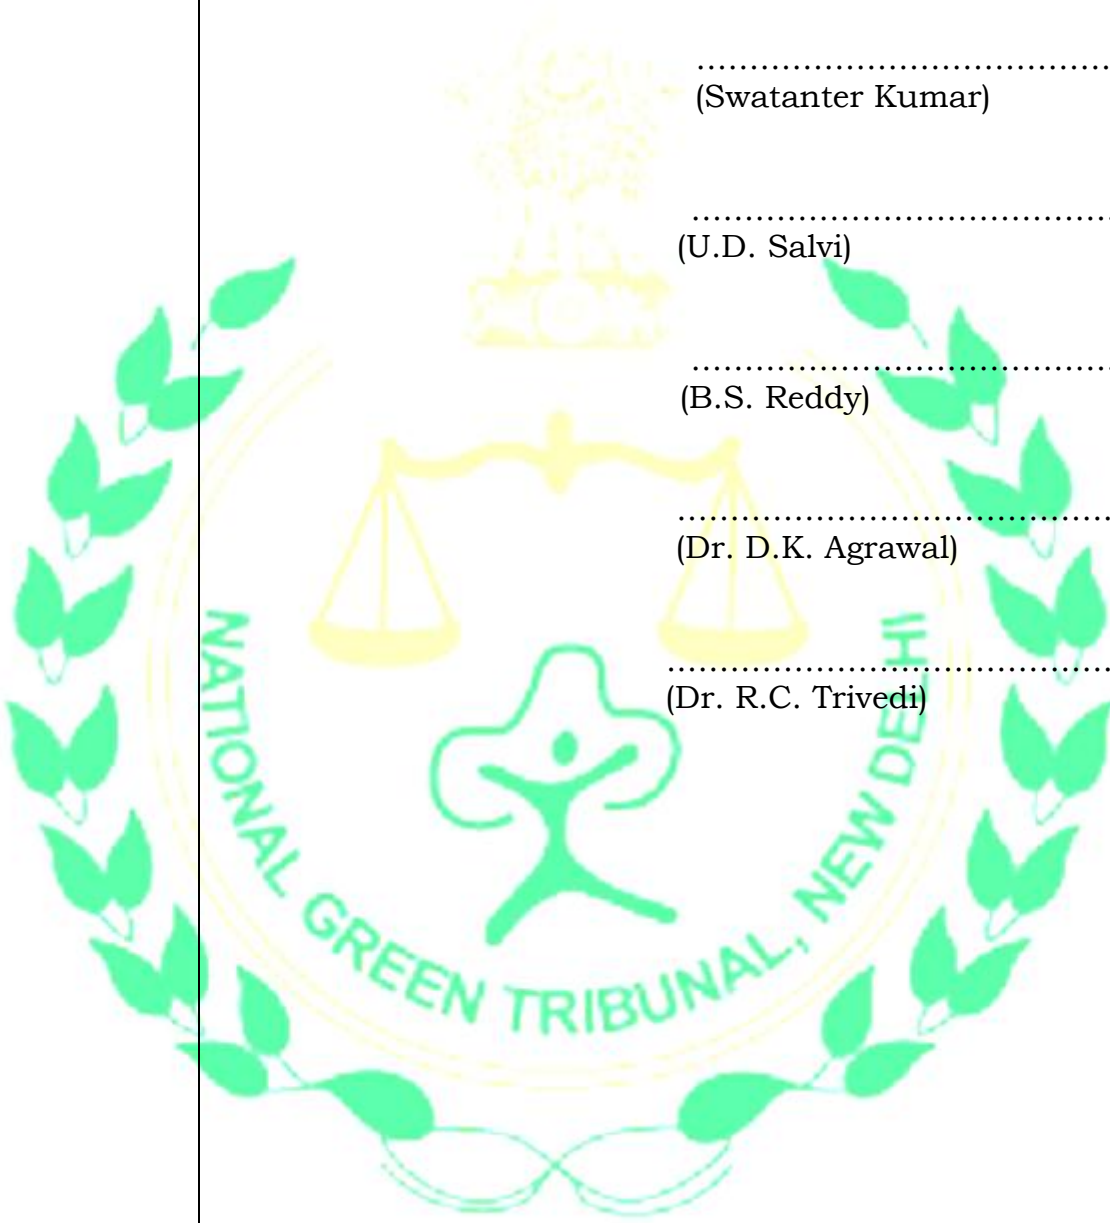 ……………………………………
(Swatanter Kumar)
……………………………………
(U.D. Salvi)
……………………………………
(B.S. Reddy)
……………………………………
(Dr. D.K. Agrawal)
……………………………………
(Dr. R.C. Trivedi)
NATIONAL GREEN TRIBUNAL, NEW DELHI